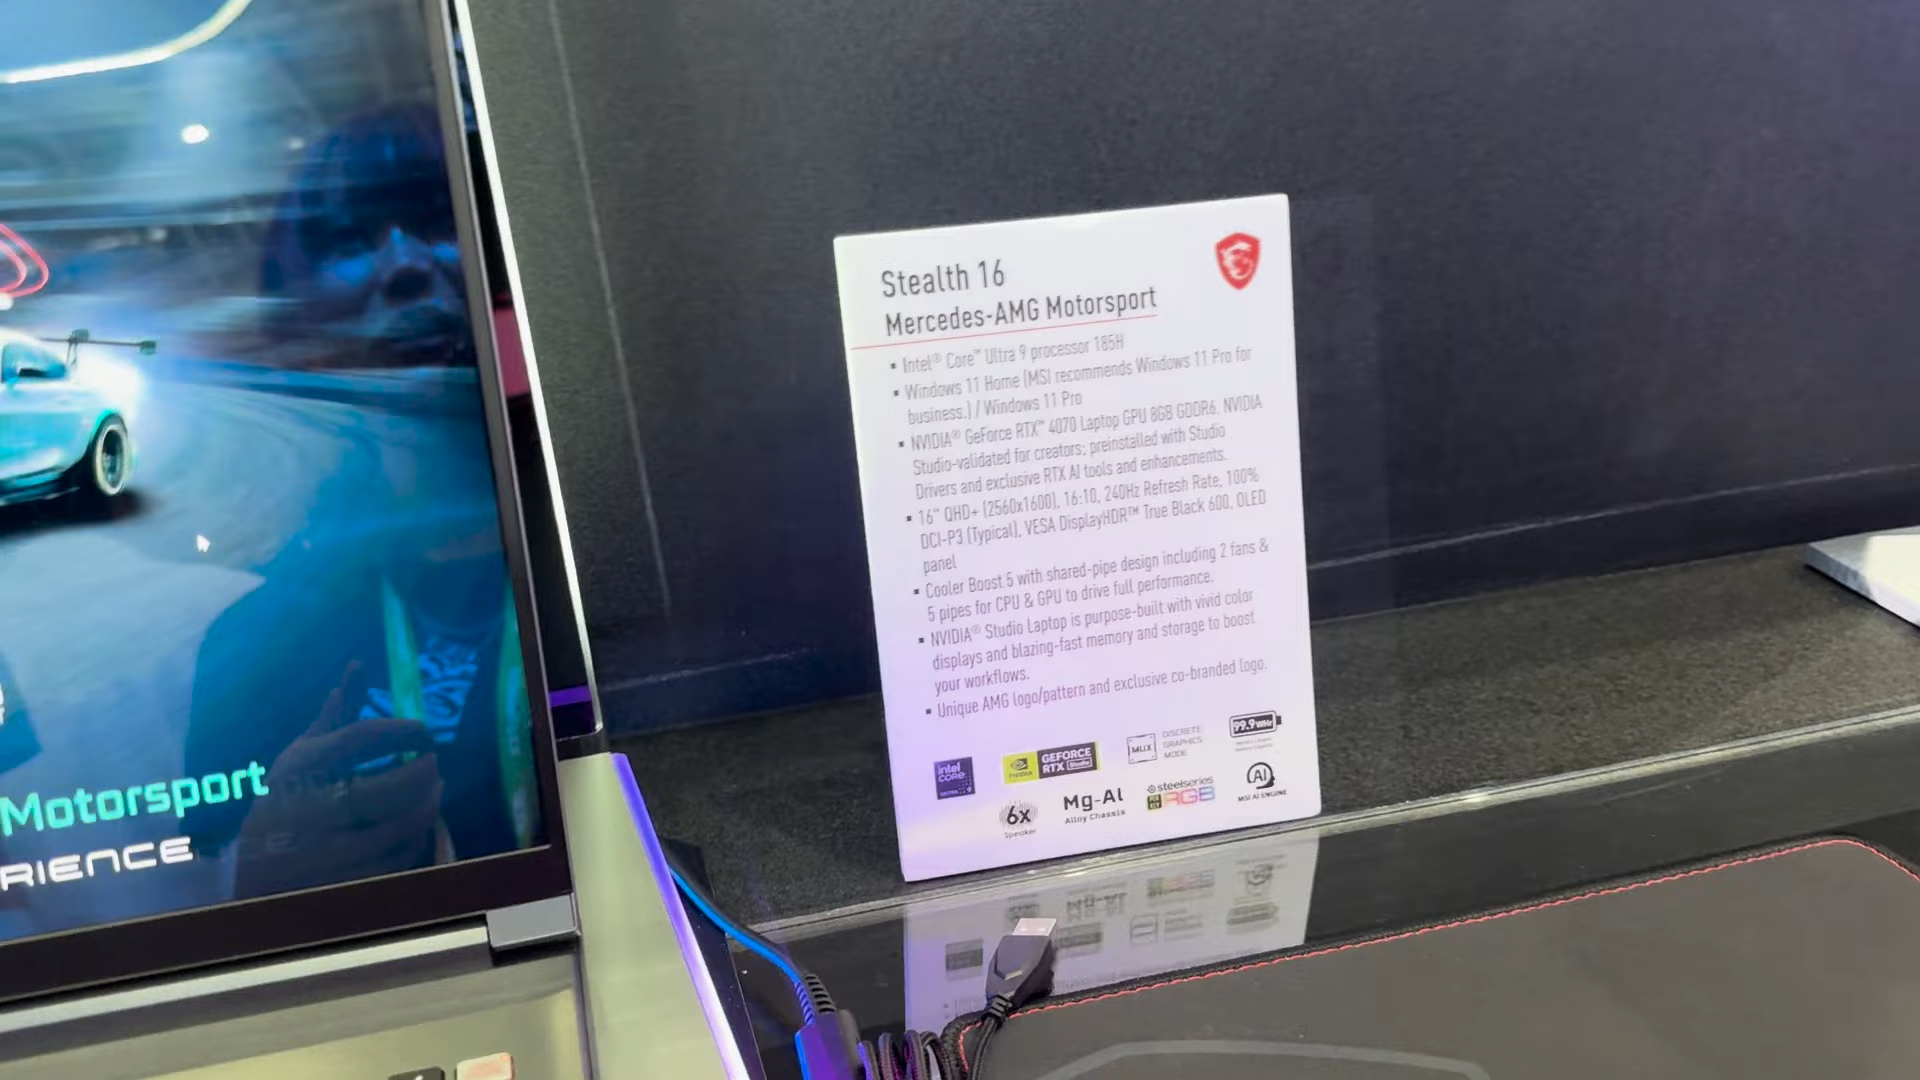 Stealth 16
Mercedes-AMG Motorsport
▪ Intel® Core™ Ultra 9 processor 185H
▪ Windows 11 Home (MSI recommends Windows 11 Pro for
business.) / Windows 11 Pro
▪ NVIDIA® GeForce RTX™ 4070 Laptop GPU 8GB GDDR6. NVIDIA
Studio-validated for creators; preinstalled with Studio
Drivers and exclusive RTX AI tools and enhancements.
▪ 16" QHD+ (2560x1600), 16:10, 240Hz Refresh Rate, 100%
DCI-P3 (Typical), VESA DisplayHDR™ True Black 600, OLED
panel
▪ Cooler Boost 5 with shared-pipe design including 2 fans &
5 pipes for CPU & GPU to drive full performance.
▪ NVIDIA® Studio Laptop is purpose-built with vivid color
displays and blazing-fast memory and storage to boost
your workflows.
▪ Unique AMG logo/pattern and exclusive co-branded logo.
intel
CORE
ULTRA
NVIDIA
GEFORCE
RTX Studio
MUX
DISCRETE
GRAPHICS
MODE
99.9WHr
6x
Speaker
Mg-Al
Alloy Chassis
steelseries
RGB
AI
MSI AI ENGINE
Motorsport
RIENCE